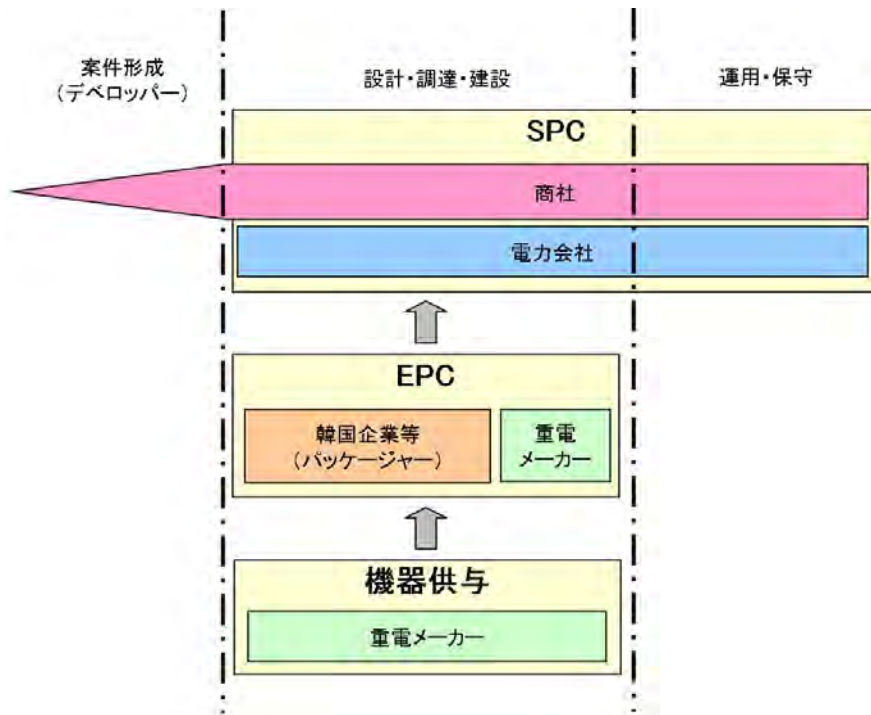 案件形成
(デベロッパー)
設計・調達・建設
運用・保守
SPC
商社
電力会社
EPC
韓国企業等
(パッケージャー)
重電
メーカー
機器供与
重電メーカー